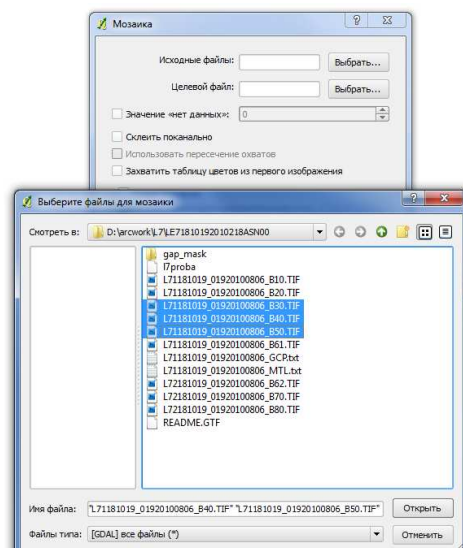 Мозаика
Исходные файлы:
Выбрать...
Целевой файл:
Выбрать...
Значение «нет данных»:
0
Склеить поканально
Использовать пересечение охватов
Захватить таблицу цветов из первого изображения
Выберите файлы для мозаики
Смотреть в:
D:\arcwork\L7\LE71810192010218ASN00
gap_mask
l7proba
L71181019_01920100806_B10.TIF
L71181019_01920100806_B20.TIF
L71181019_01920100806_B30.TIF
L71181019_01920100806_B40.TIF
L71181019_01920100806_B50.TIF
L71181019_01920100806_B61.TIF
L71181019_01920100806_GCP.txt
L71181019_01920100806_MTL.txt
L72181019_01920100806_B62.TIF
L72181019_01920100806_B70.TIF
L72181019_01920100806_B80.TIF
README.GTF
Имя файла:
"L71181019_01920100806_B40.TIF" "L71181019_01920100806_B50.TIF"
Открыть
Файлы типа:
[GDAL] все файлы (*)
Отменить